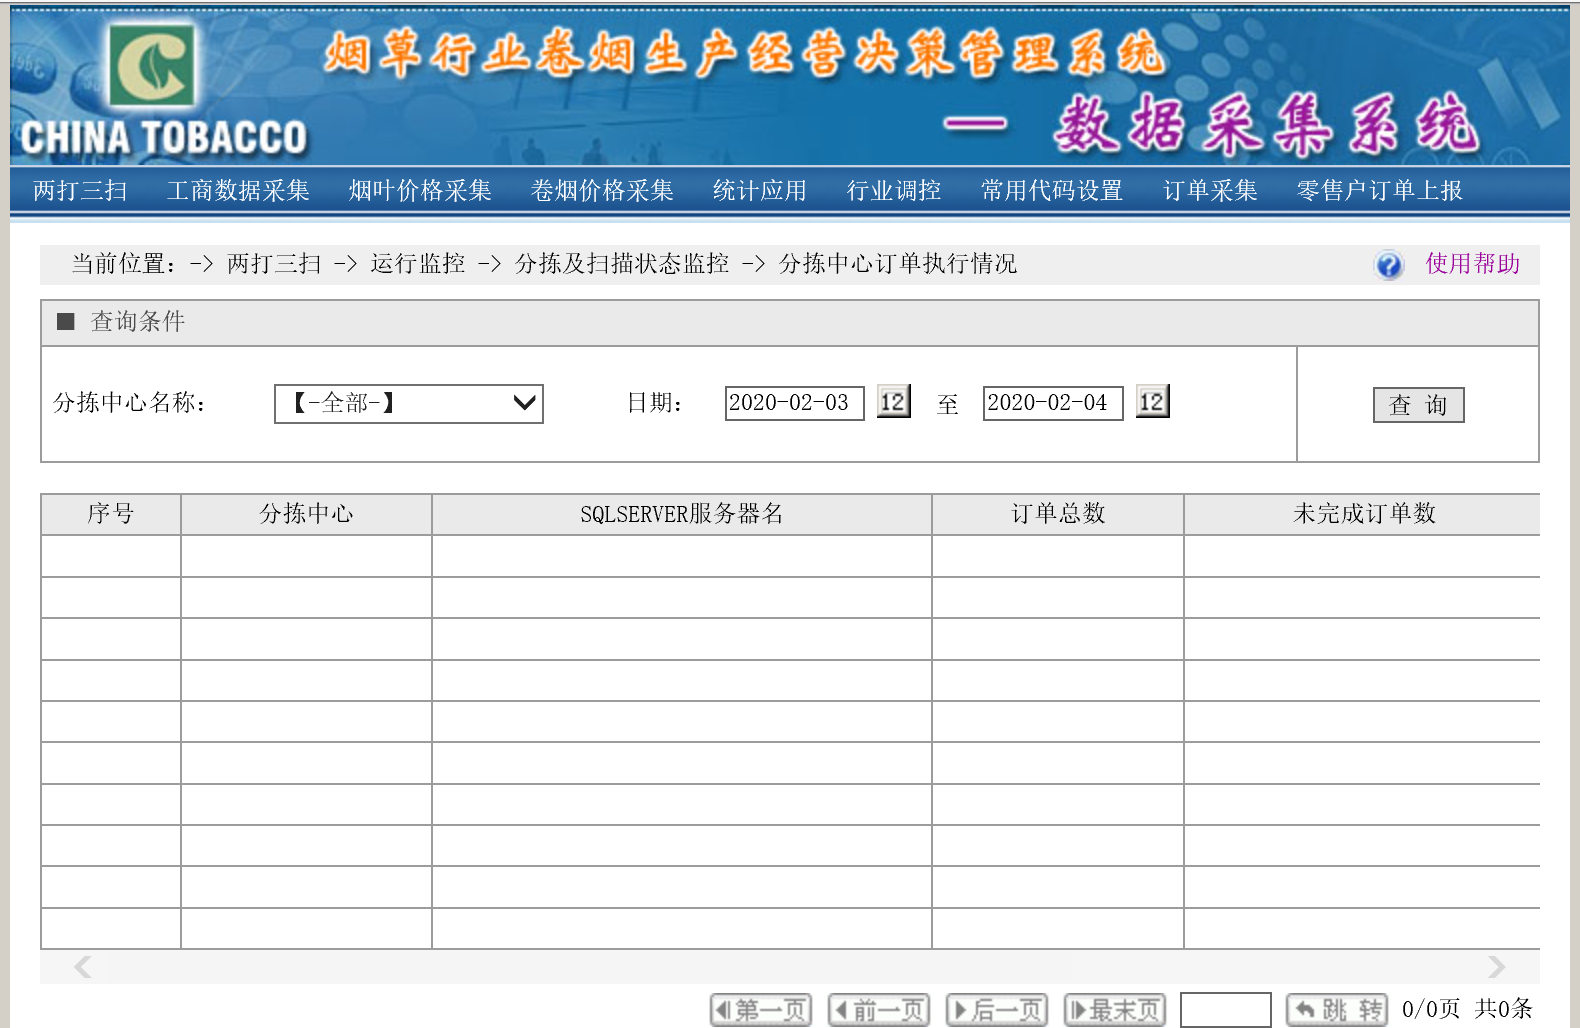 烟草行业卷烟生产经营决策管理系统
— 数据采集系统
CHINA TOBACCO
两打三扫 工商数据采集 烟叶价格采集 卷烟价格采集 统计应用 行业调控 常用代码设置 订单采集 零售户订单上报
当前位置：-> 两打三扫 -> 运行监控 -> 分拣及扫描状态监控 -> 分拣中心订单执行情况 使用帮助
■ 查询条件
分拣中心名称： 【-全部-】 日期： 2020-02-03 12 至 2020-02-04 12 查 询
序号 分拣中心 SQLSERVER服务器名 订单总数 未完成订单数
第一页 前一页 后一页 最末页 跳 转 0/0页 共0条